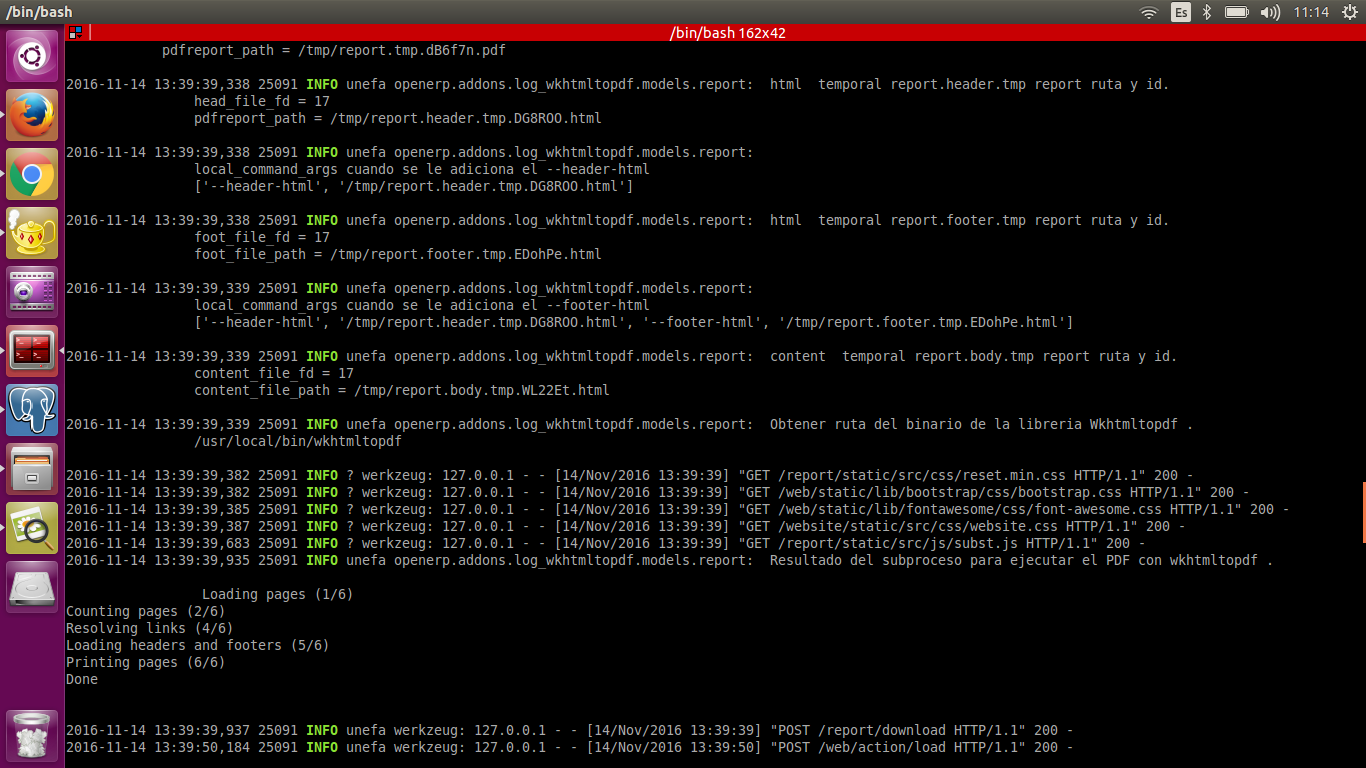 /bin/bash
Es
11:14
/bin/bash 162x42
pdfreport_path = /tmp/report.tmp.dB6f7n.pdf
2016-11-14 13:39:39,338 25091 INFO unefa openerp.addons.log_wkhtmltopdf.models.report:  html  temporal report.header.tmp report ruta y id.
head_file_fd = 17
pdfreport_path = /tmp/report.header.tmp.DG8ROO.html
2016-11-14 13:39:39,338 25091 INFO unefa openerp.addons.log_wkhtmltopdf.models.report:
local_command_args cuando se le adiciona el --header-html
['--header-html', '/tmp/report.header.tmp.DG8ROO.html']
2016-11-14 13:39:39,338 25091 INFO unefa openerp.addons.log_wkhtmltopdf.models.report:  html  temporal report.footer.tmp report ruta y id.
foot_file_fd = 17
foot_file_path = /tmp/report.footer.tmp.EDohPe.html
2016-11-14 13:39:39,339 25091 INFO unefa openerp.addons.log_wkhtmltopdf.models.report:
local_command_args cuando se le adiciona el --footer-html
['--header-html', '/tmp/report.header.tmp.DG8ROO.html', '--footer-html', '/tmp/report.footer.tmp.EDohPe.html']
2016-11-14 13:39:39,339 25091 INFO unefa openerp.addons.log_wkhtmltopdf.models.report:  content  temporal report.body.tmp report ruta y id.
content_file_fd = 17
content_file_path = /tmp/report.body.tmp.WL22Et.html
2016-11-14 13:39:39,339 25091 INFO unefa openerp.addons.log_wkhtmltopdf.models.report:  Obtener ruta del binario de la libreria Wkhtmltopdf .
/usr/local/bin/wkhtmltopdf
2016-11-14 13:39:39,382 25091 INFO ? werkzeug: 127.0.0.1 - - [14/Nov/2016 13:39:39] "GET /report/static/src/css/reset.min.css HTTP/1.1" 200 -
2016-11-14 13:39:39,382 25091 INFO ? werkzeug: 127.0.0.1 - - [14/Nov/2016 13:39:39] "GET /web/static/lib/bootstrap/css/bootstrap.css HTTP/1.1" 200 -
2016-11-14 13:39:39,385 25091 INFO ? werkzeug: 127.0.0.1 - - [14/Nov/2016 13:39:39] "GET /web/static/lib/fontawesome/css/font-awesome.css HTTP/1.1" 200 -
2016-11-14 13:39:39,387 25091 INFO ? werkzeug: 127.0.0.1 - - [14/Nov/2016 13:39:39] "GET /website/static/src/css/website.css HTTP/1.1" 200 -
2016-11-14 13:39:39,683 25091 INFO ? werkzeug: 127.0.0.1 - - [14/Nov/2016 13:39:39] "GET /report/static/src/js/subst.js HTTP/1.1" 200 -
2016-11-14 13:39:39,935 25091 INFO unefa openerp.addons.log_wkhtmltopdf.models.report:  Resultado del subproceso para ejecutar el PDF con wkhtmltopdf .
Loading pages (1/6)
Counting pages (2/6)
Resolving links (4/6)
Loading headers and footers (5/6)
Printing pages (6/6)
Done
2016-11-14 13:39:39,937 25091 INFO unefa werkzeug: 127.0.0.1 - - [14/Nov/2016 13:39:39] "POST /report/download HTTP/1.1" 200 -
2016-11-14 13:39:50,184 25091 INFO unefa werkzeug: 127.0.0.1 - - [14/Nov/2016 13:39:50] "POST /web/action/load HTTP/1.1" 200 -